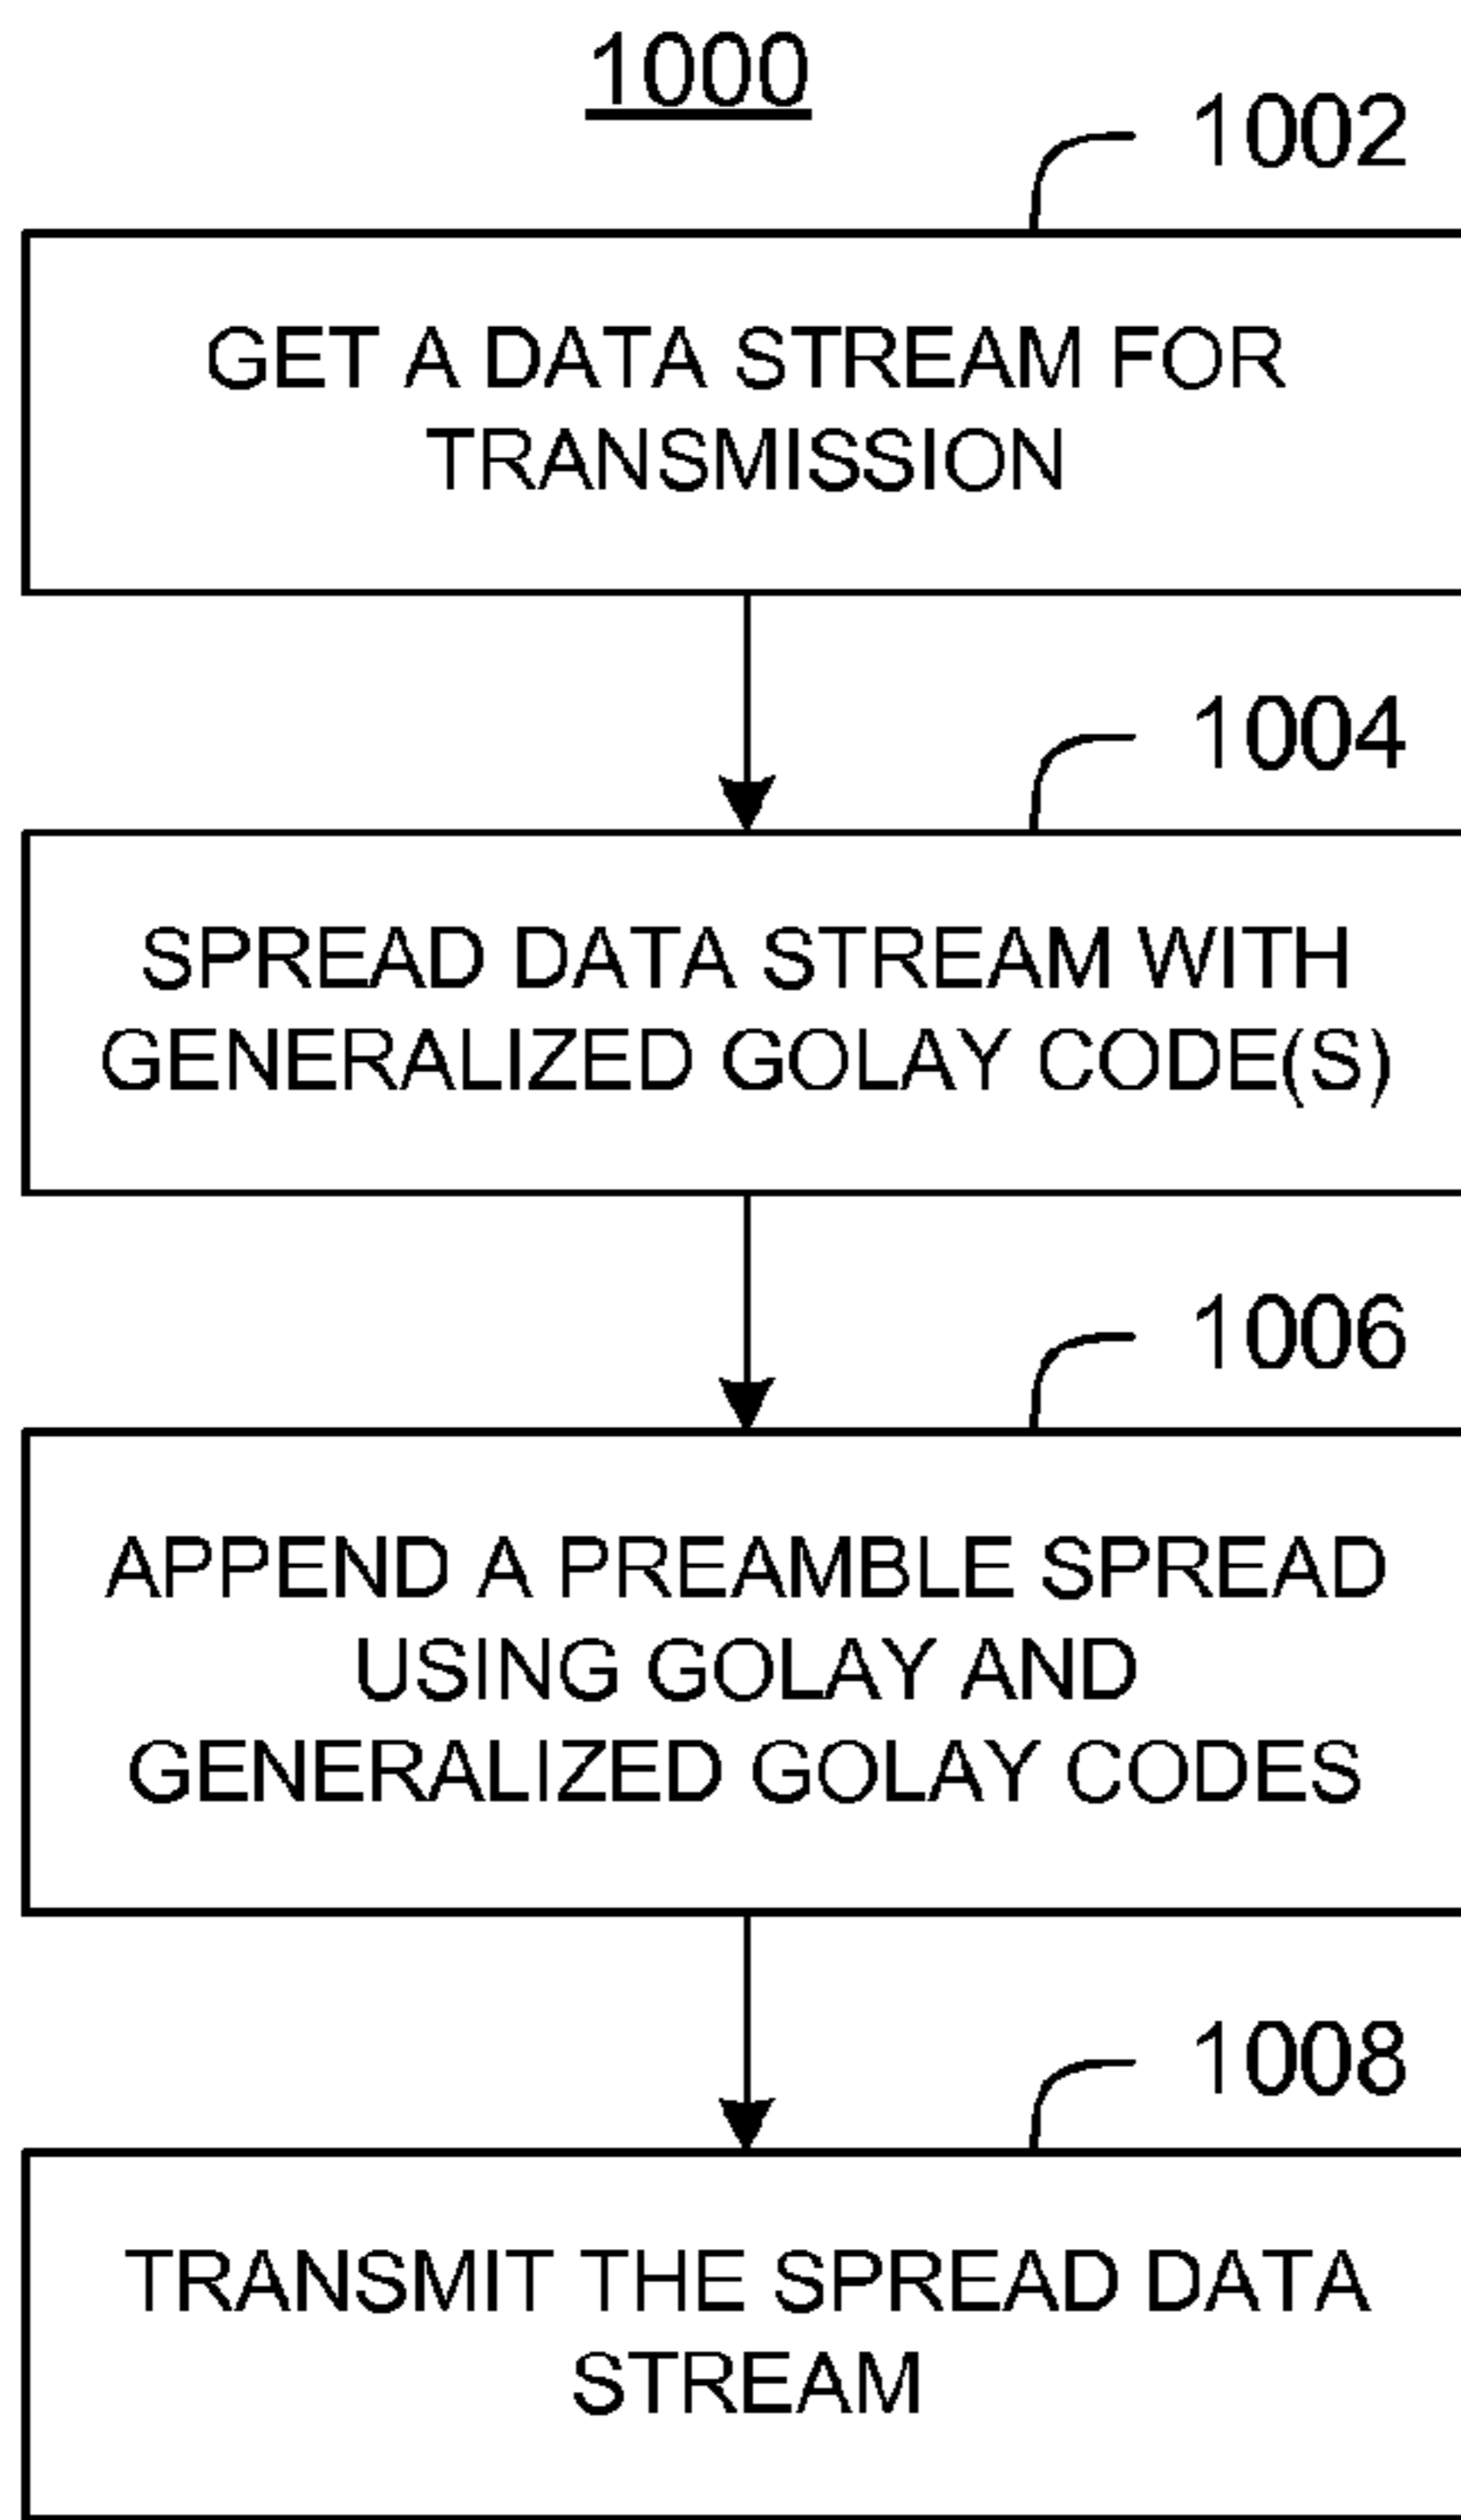 1000
1002
GET A DATA STREAM FOR
TRANSMISSION
1004
SPREAD DATA STREAM WITH
GENERALIZED GOLAY CODE(S)
1006
APPEND A PREAMBLE SPREAD
USING GOLAY AND
GENERALIZED GOLAY CODES
1008
TRANSMIT THE SPREAD DATA
STREAM